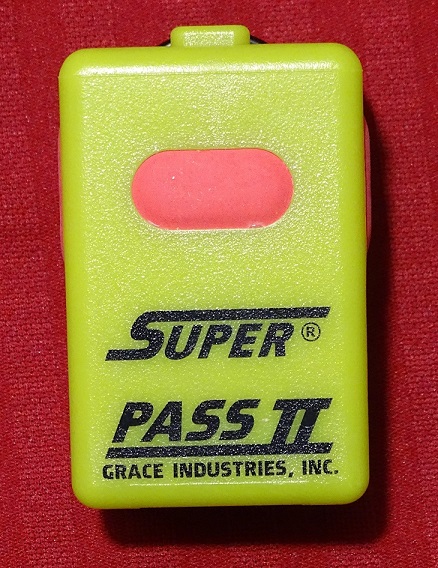 SUPER ®
PASS II
GRACE INDUSTRIES, INC.